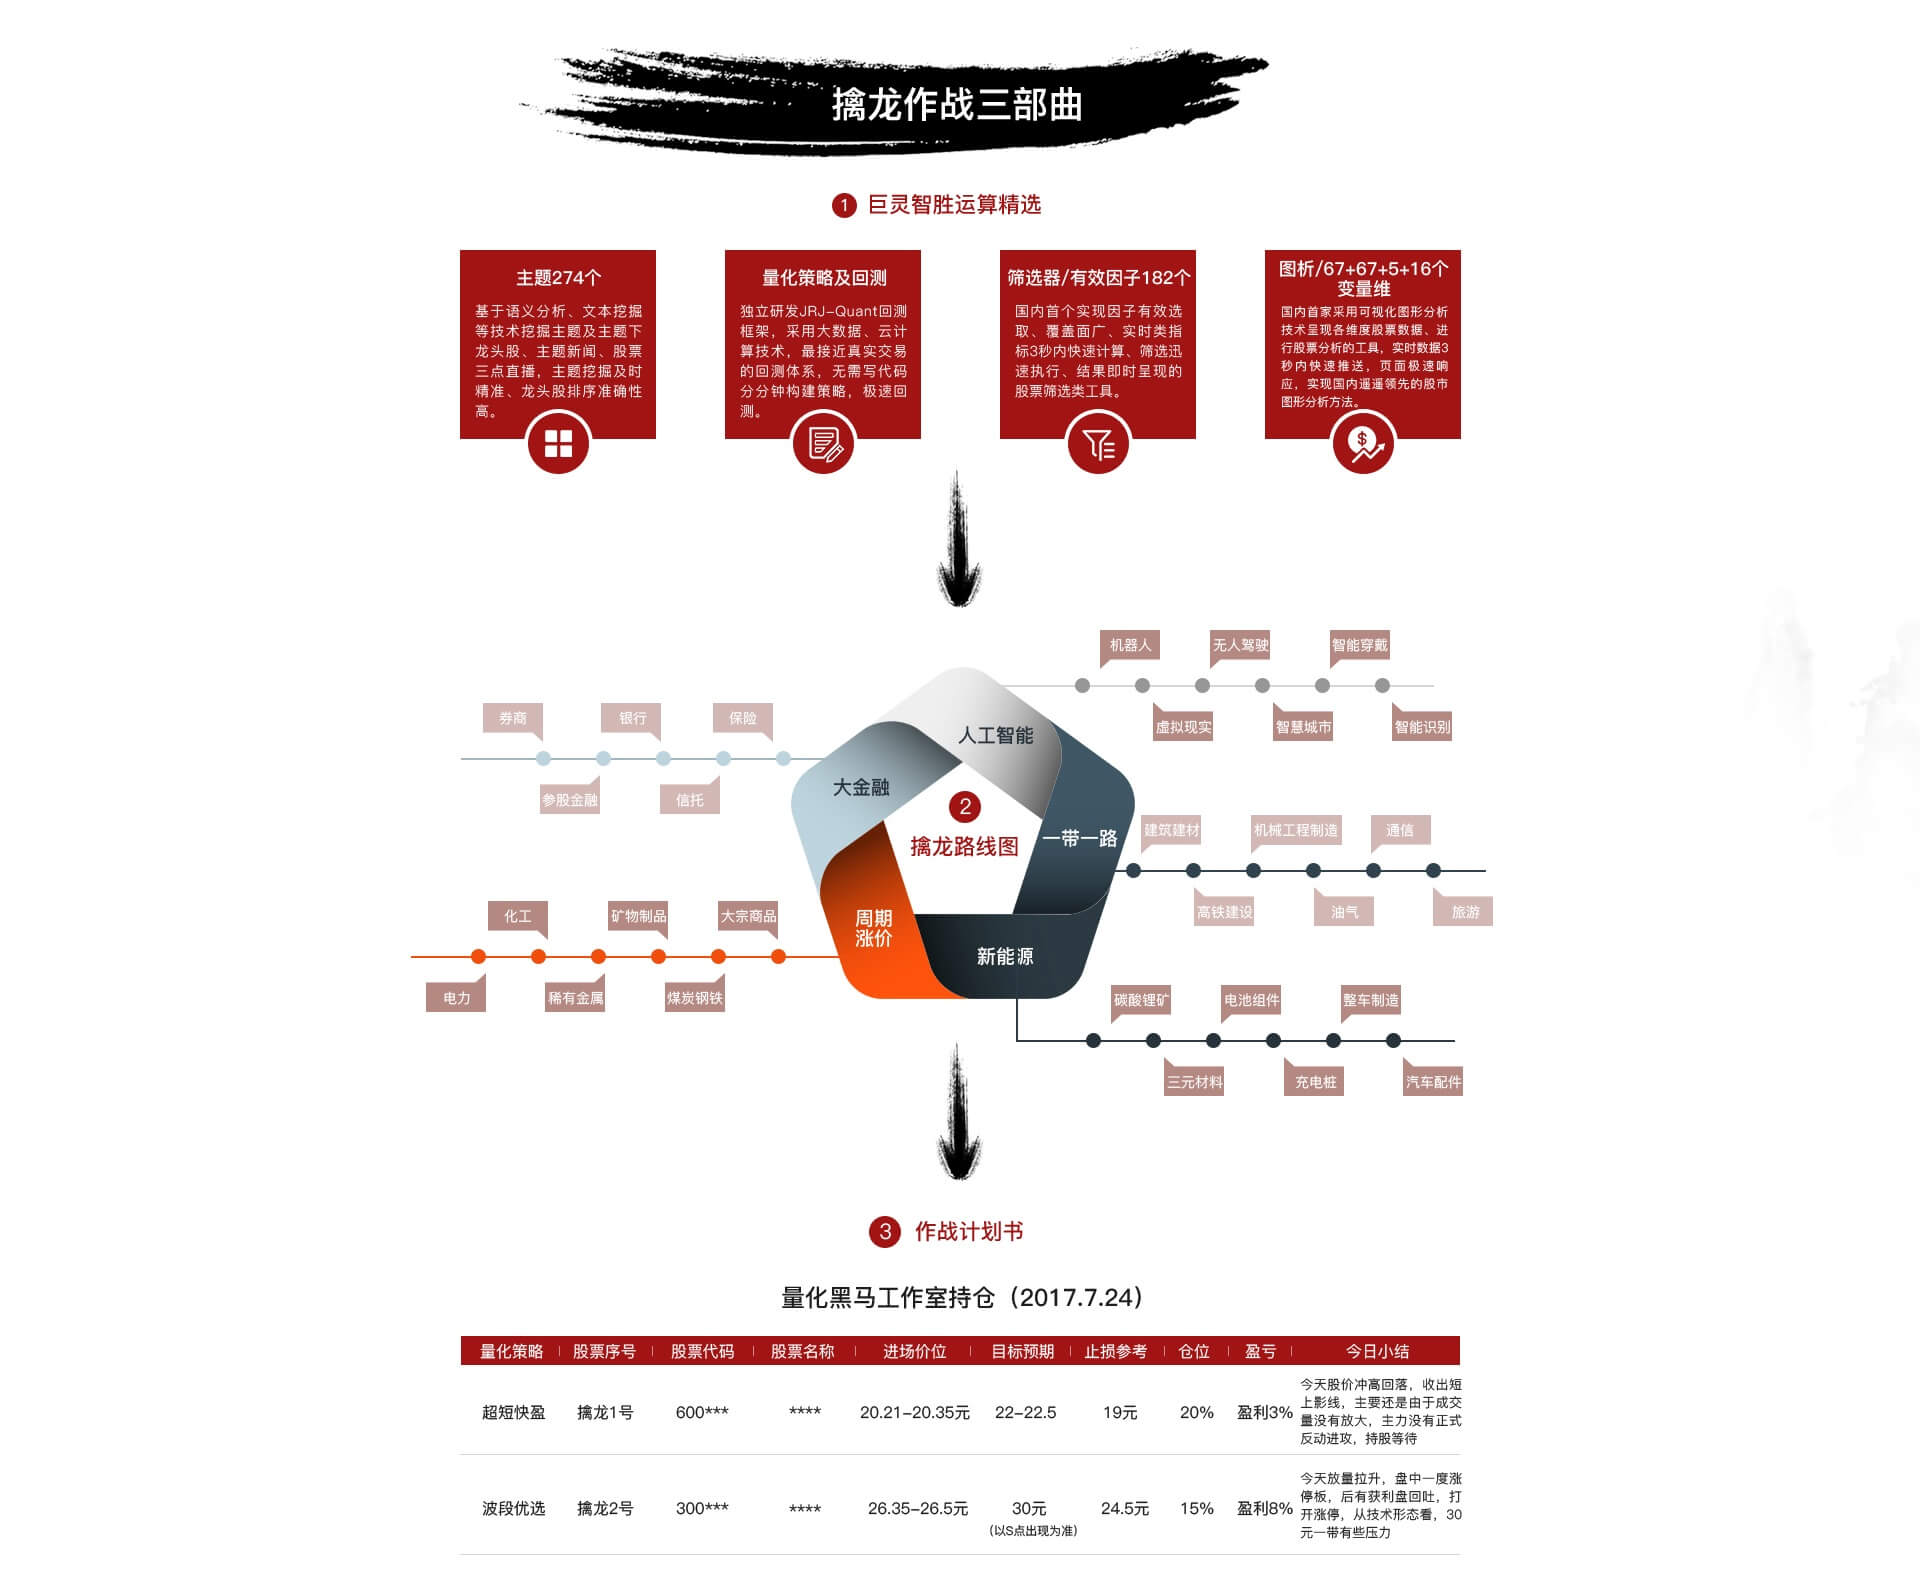 擒龙作战三部曲
1 巨灵智胜运算精选
主题274个
基于语义分析、文本挖掘
等技术挖掘主题及主题下
龙头股、主题新闻、股票
三点直播，主题挖掘及时
精准、龙头股排序准确性
高。
量化策略及回测
独立研发JRJ-Quant回测
框架，采用大数据、云计
算技术，最接近真实交易
的回测体系，无需写代码
分分钟构建策略，极速回
测。
筛选器/有效因子182个
国内首个实现因子有效选
取、覆盖面广、实时类指
标3秒内快速计算、筛选迅
速执行、结果即时呈现的
股票筛选类工具。
图析/67+67+5+16个
变量维
国内首家采用可视化图形分析
技术呈现各维度股票数据、进
行股票分析的工具，实时数据3
秒内快速推送，页面极速响
应，实现国内遥遥领先的股市
图形分析方法。
机器人 无人驾驶 智能穿戴
虚拟现实 智慧城市 智能识别
券商 银行 保险
参股金融 信托
人工智能
大金融
2
擒龙路线图
一带一路
建筑建材 机械工程制造 通信
高铁建设 油气 旅游
化工 矿物制品 大宗商品
电力 稀有金属 煤炭钢铁
周期
涨价
新能源
碳酸锂矿 电池组件 整车制造
三元材料 充电桩 汽车配件
3 作战计划书
量化黑马工作室持仓（2017.7.24）
量化策略 股票序号 股票代码 股票名称 进场价位 目标预期 止损参考 仓位 盈亏 今日小结
超短快盈 擒龙1号 600*** **** 20.21-20.35元 22-22.5 19元 20% 盈利3%
今天股价冲高回落，收出短
上影线，主要还是由于成交
量没有放大，主力没有正式
反动进攻，持股等待
波段优选 擒龙2号 300*** **** 26.35-26.5元 30元 24.5元 15% 盈利8%
（以S点出现为准）
今天放量拉升，盘中一度涨
停板，后有获利盘回吐，打
开涨停，从技术形态看，30
元一带有些压力